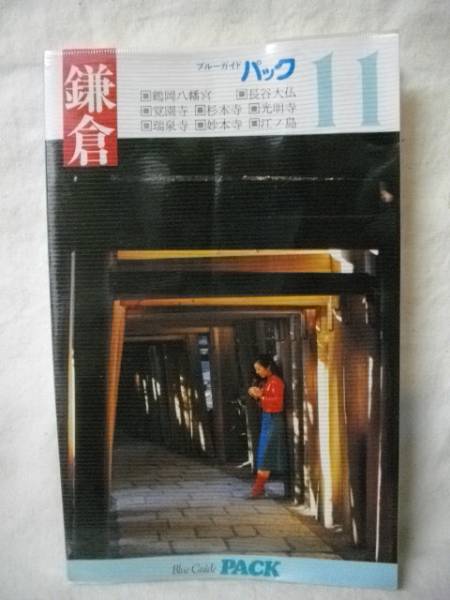 鎌倉
ブルーガイド パック
11
鶴岡八幡宮 長谷大仏
覚園寺 杉本寺 光明寺
瑞泉寺 妙本寺 江ノ島
Blue Guide PACK